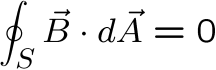 ∮_S B⃗ · dA⃗ = 0